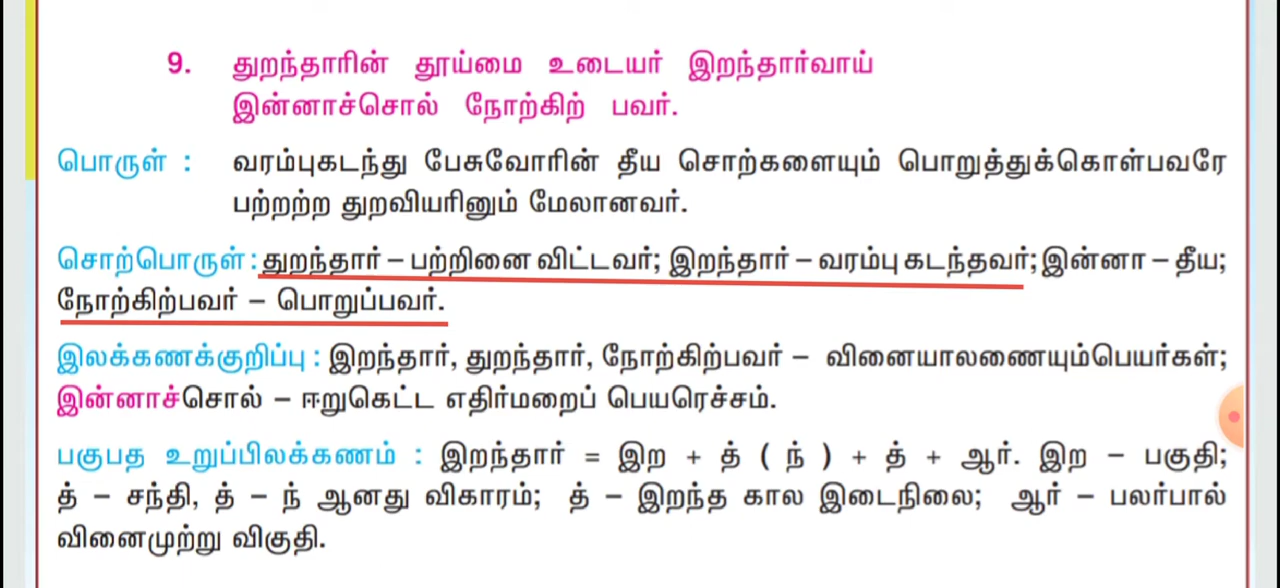 9. துறந்தாரின் தூய்மை உடையர் இறந்தார்வாய்
இன்னாச்சொல் நோற்கிற் பவர்.
பொருள் : வரம்புகடந்து பேசுவோரின் தீய சொற்களையும் பொறுத்துக்கொள்பவரே
பற்றற்ற துறவியரினும் மேலானவர்.
சொற்பொருள் : துறந்தார் – பற்றினை விட்டவர்; இறந்தார் – வரம்பு கடந்தவர்; இன்னா – தீய;
நோற்கிற்பவர் – பொறுப்பவர்.
இலக்கணக்குறிப்பு : இறந்தார், துறந்தார், நோற்கிற்பவர் – வினையாலணையும்பெயர்கள்;
இன்னாச்சொல் – ஈறுகெட்ட எதிர்மறைப் பெயரெச்சம்.
பகுபத உறுப்பிலக்கணம் : இறந்தார் = இற + த் ( ந் ) + த் + ஆர். இற – பகுதி;
த் – சந்தி, த் – ந் ஆனது விகாரம்; த் – இறந்த கால இடைநிலை; ஆர் – பலர்பால்
வினைமுற்று விகுதி.